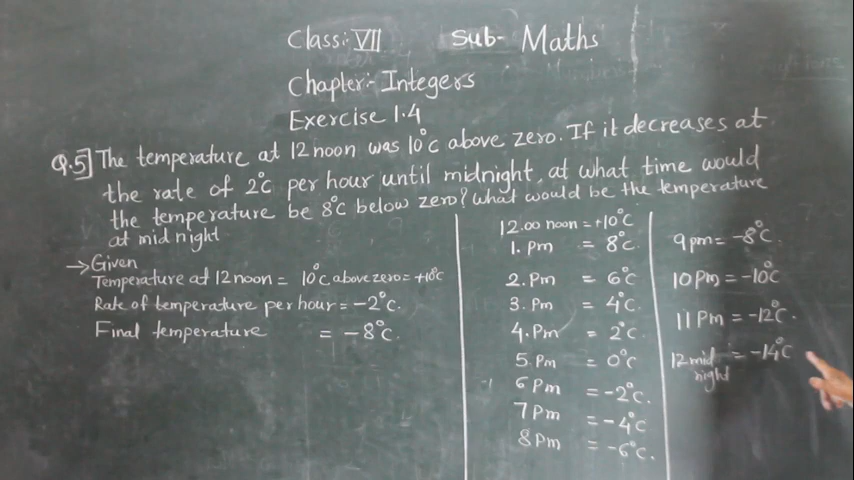 Class:- VII Sub- Maths
Chapter:- Integers
Exercise 1.4
Q.5] The temperature at 12 noon was 10°c above zero. If it decreases at
the rate of 2°c per hour until midnight, at what time would
the temperature be 8°c below zero? What would be the temperature
at mid night
→ Given
Temperature at 12 noon = 10°c above zero = +10°c
Rate of temperature per hour = -2°c.
Final temperature = -8°c.
12.00 noon = +10°c
1. Pm = 8°c.
2. Pm = 6°c
3. Pm = 4°c
4. Pm = 2°c
5 Pm = 0°c
6 Pm = -2°c.
7 Pm = -4°c
8 Pm = -6°c.
9 pm = -8°c.
10 Pm = -10°c
11 Pm = -12°c.
12 mid = -14°c
night